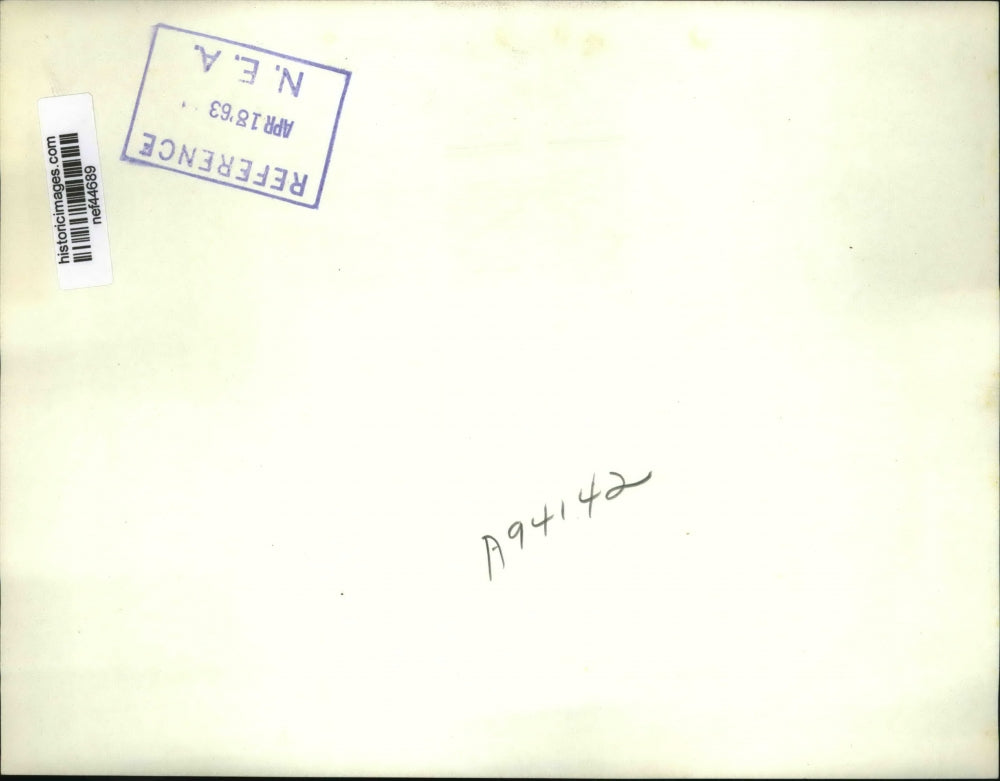 REFERENCE
APR 18 '63
N. E. A.
historicimages.com
nef44689
A94142